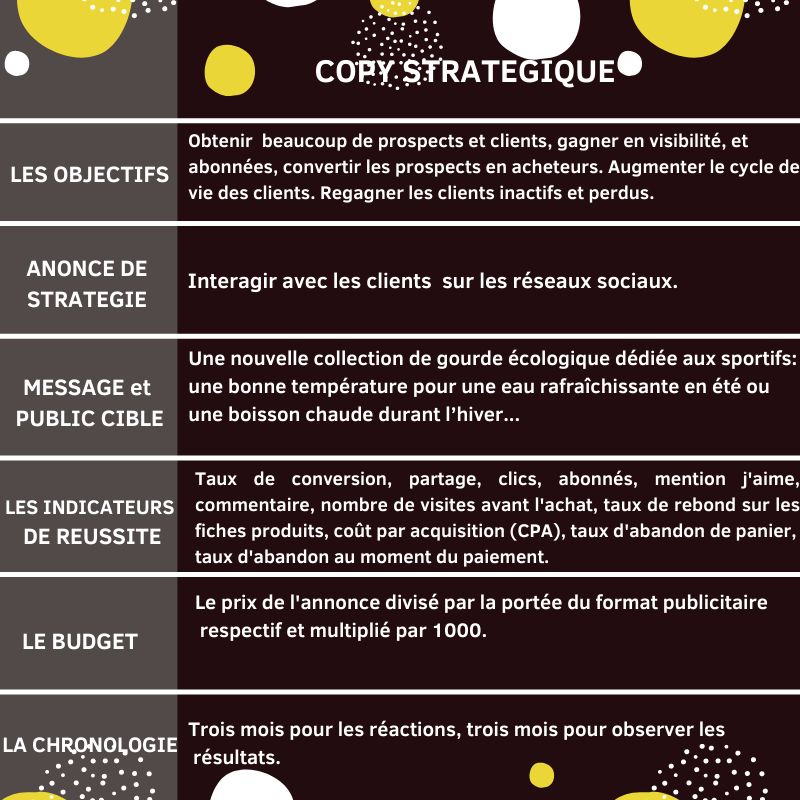 COPY STRATEGIQUE
LES OBJECTIFS
Obtenir beaucoup de prospects et clients, gagner en visibilité, et
abonnées, convertir les prospects en acheteurs. Augmenter le cycle de
vie des clients. Regagner les clients inactifs et perdus.
ANONCE DE
STRATEGIE
Interagir avec les clients sur les réseaux sociaux.
MESSAGE et
PUBLIC CIBLE
Une nouvelle collection de gourde écologique dédiée aux sportifs:
une bonne température pour une eau rafraîchissante en été ou
une boisson chaude durant l’hiver...
LES INDICATEURS
DE REUSSITE
Taux de conversion, partage, clics, abonnés, mention j'aime,
commentaire, nombre de visites avant l'achat, taux de rebond sur les
fiches produits, coût par acquisition (CPA), taux d'abandon de panier,
taux d'abandon au moment du paiement.
LE BUDGET
Le prix de l'annonce divisé par la portée du format publicitaire
respectif et multiplié par 1000.
LA CHRONOLOGIE
Trois mois pour les réactions, trois mois pour observer les
résultats.